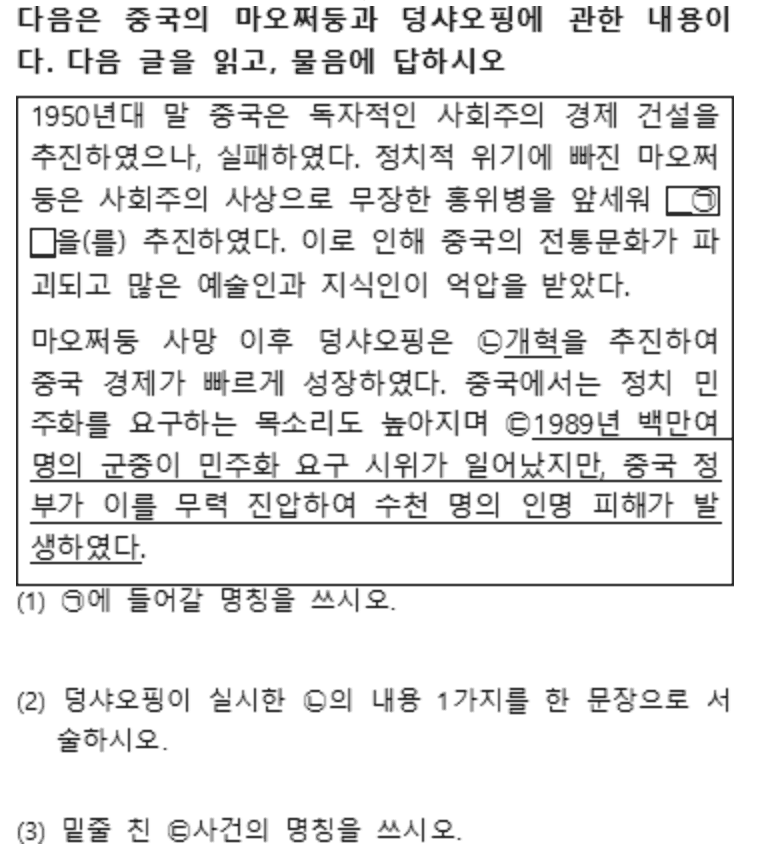 다음은 중국의 마오쩌둥과 덩샤오핑에 관한 내용이
다. 다음 글을 읽고, 물음에 답하시오
1950년대 말 중국은 독자적인 사회주의 경제 건설을
추진하였으나, 실패하였다. 정치적 위기에 빠진 마오쩌
둥은 사회주의 사상으로 무장한 홍위병을 앞세워 ㉠
을(를) 추진하였다. 이로 인해 중국의 전통문화가 파
괴되고 많은 예술인과 지식인이 억압을 받았다.
마오쩌둥 사망 이후 덩샤오핑은 ㉡개혁을 추진하여
중국 경제가 빠르게 성장하였다. 중국에서는 정치 민
주화를 요구하는 목소리도 높아지며 ㉢1989년 백만여
명의 군중이 민주화 요구 시위가 일어났지만, 중국 정
부가 이를 무력 진압하여 수천 명의 인명 피해가 발
생하였다.
(1) ㉠에 들어갈 명칭을 쓰시오.
(2) 덩샤오핑이 실시한 ㉡의 내용 1가지를 한 문장으로 서
술하시오.
(3) 밑줄 친 ㉢사건의 명칭을 쓰시오.